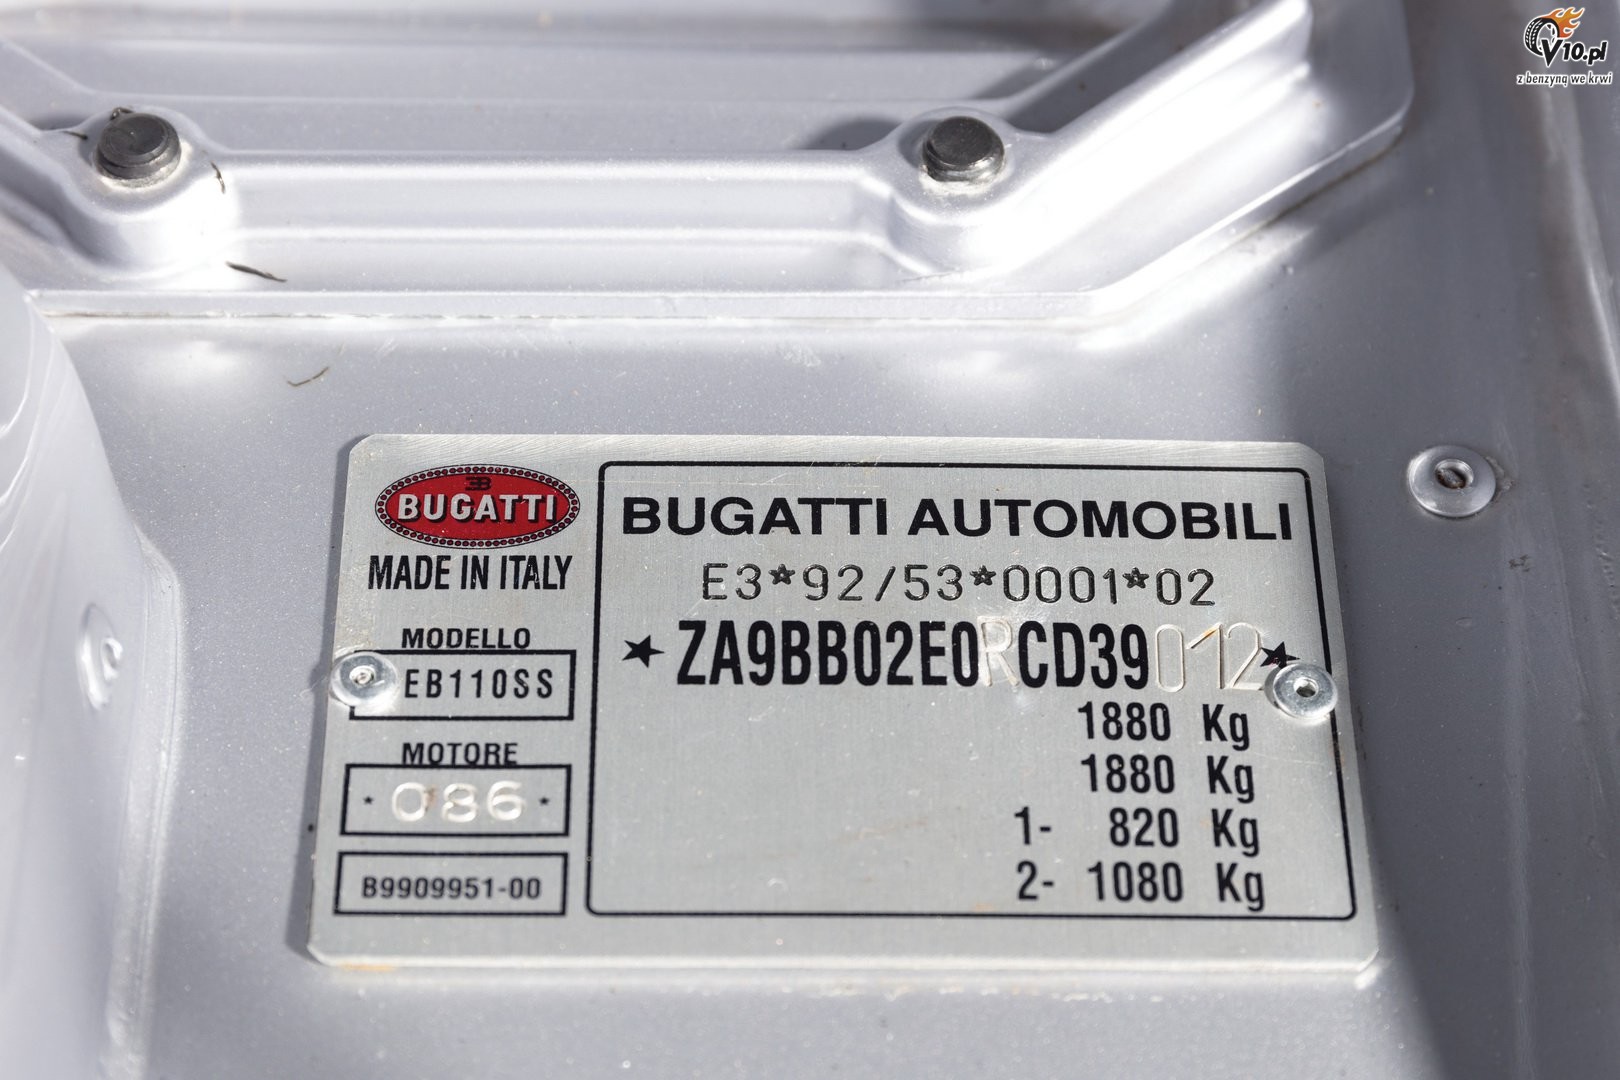 V10.pl
z benzyną we krwi
EB
BUGATTI
MADE IN ITALY
MODELLO
EB110SS
MOTORE
* 086 *
B9909951-00
BUGATTI AUTOMOBILI
E3*92/53*0001*02
★ ZA9BB02E0RCD39012★
1880 Kg
1880 Kg
1- 820 Kg
2- 1080 Kg